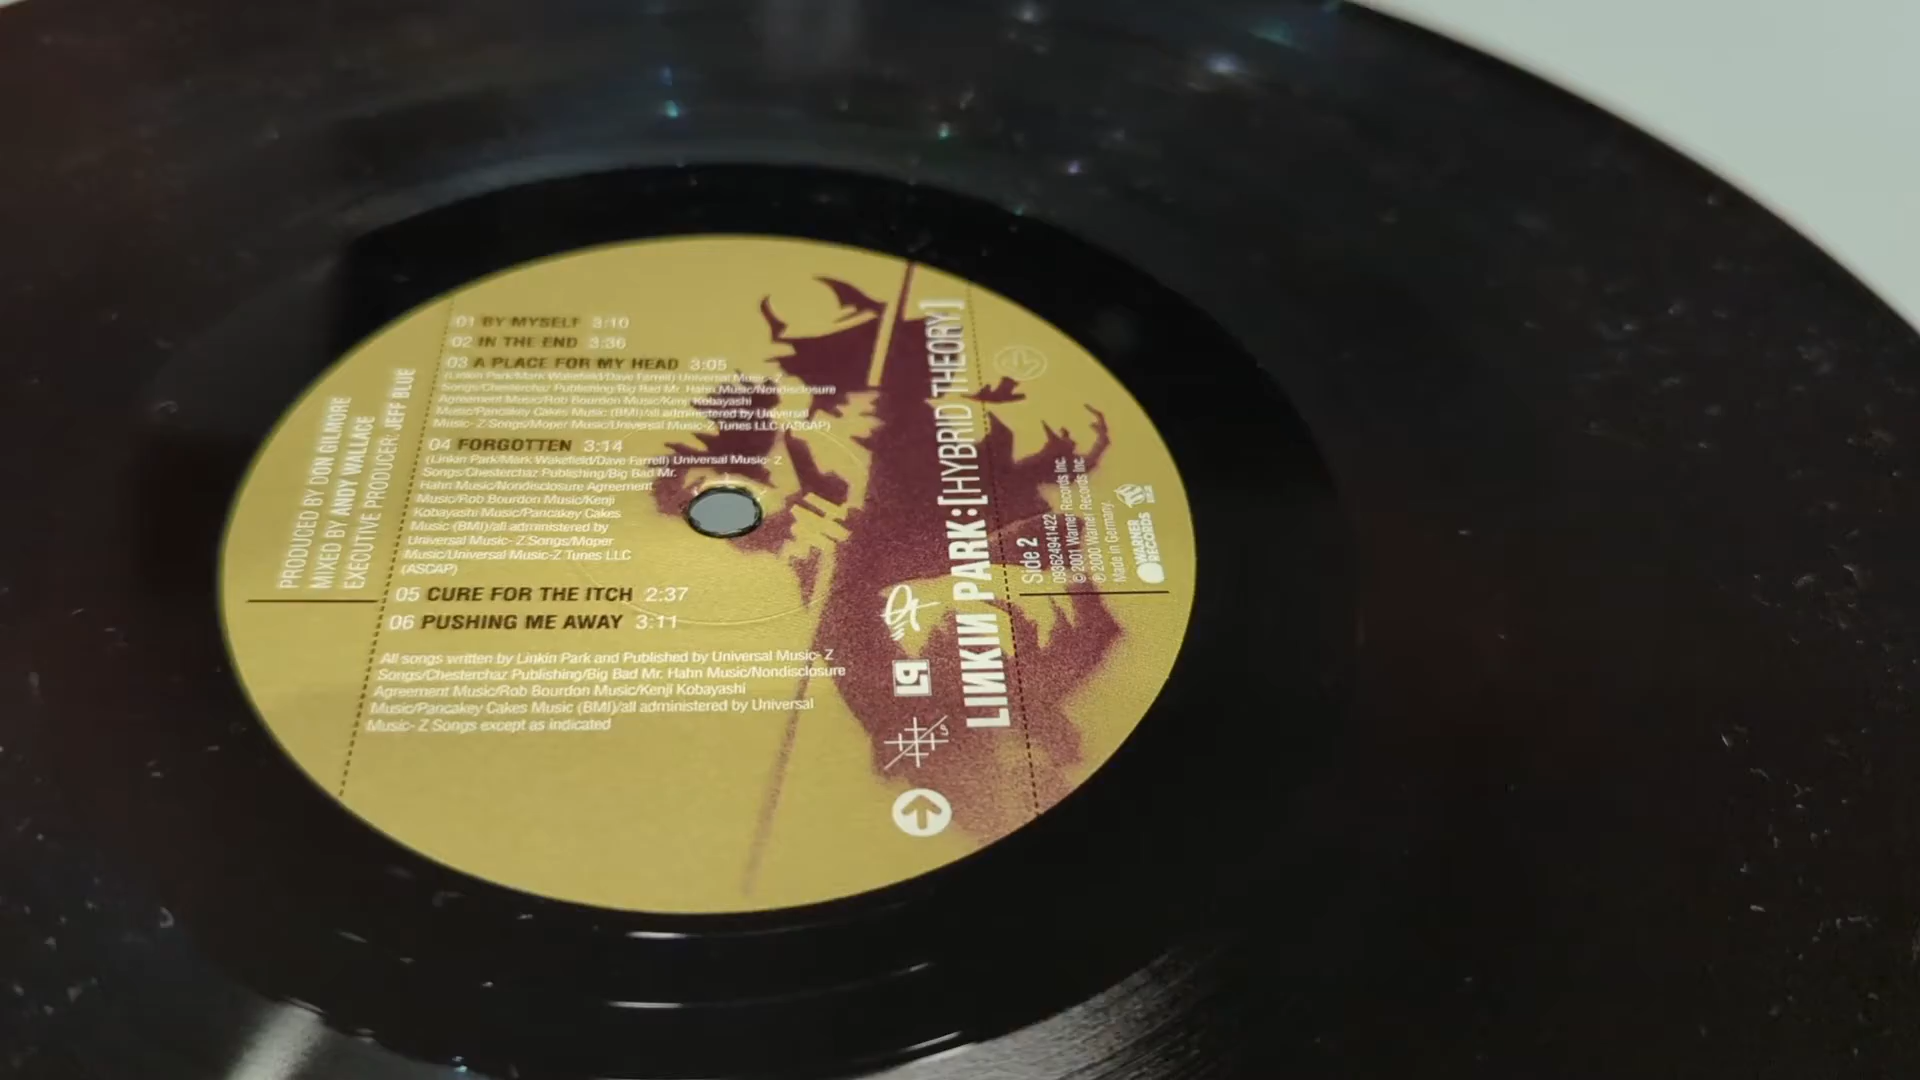 01 BY MYSELF 3:10
02 IN THE END 3:36
03 A PLACE FOR MY HEAD 3:05
(Linkin Park/Mark Wakefield/Dave Farrell) Universal Music- Z
Songs/Chesterchaz Publishing/Big Bad Mr. Hahn Music/Nondisclosure
Agreement Music/Rob Bourdon Music/Kenji Kobayashi
Music/Pancakey Cakes Music (BMI)/all administered by Universal
Music- Z Songs/Moper Music/Universal Music-Z Tunes LLC (ASCAP)
04 FORGOTTEN 3:14
(Linkin Park/Mark Wakefield/Dave Farrell) Universal Music- Z
Songs/Chesterchaz Publishing/Big Bad Mr.
Hahn Music/Nondisclosure Agreement
Music/Rob Bourdon Music/Kenji
Kobayashi Music/Pancakey Cakes
Music (BMI)/all administered by
Universal Music- Z Songs/Moper
Music/Universal Music-Z Tunes LLC
(ASCAP)
05 CURE FOR THE ITCH 2:37
06 PUSHING ME AWAY 3:11
All songs written by Linkin Park and Published by Universal Music- Z
Songs/Chesterchaz Publishing/Big Bad Mr. Hahn Music/Nondisclosure
Agreement Music/Rob Bourdon Music/Kenji Kobayashi
Music/Pancakey Cakes Music (BMI)/all administered by Universal
Music- Z Songs except as indicated
PRODUCED BY DON GILMORE
MIXED BY ANDY WALLACE
EXECUTIVE PRODUCER: JEFF BLUE
LP
LINKIN PARK:[HYBRID THEORY]
Side 2
093624941422
© 2001 Warner Records Inc.
℗ 2000 Warner Records Inc.
Made in Germany
WARNER
RECORDS